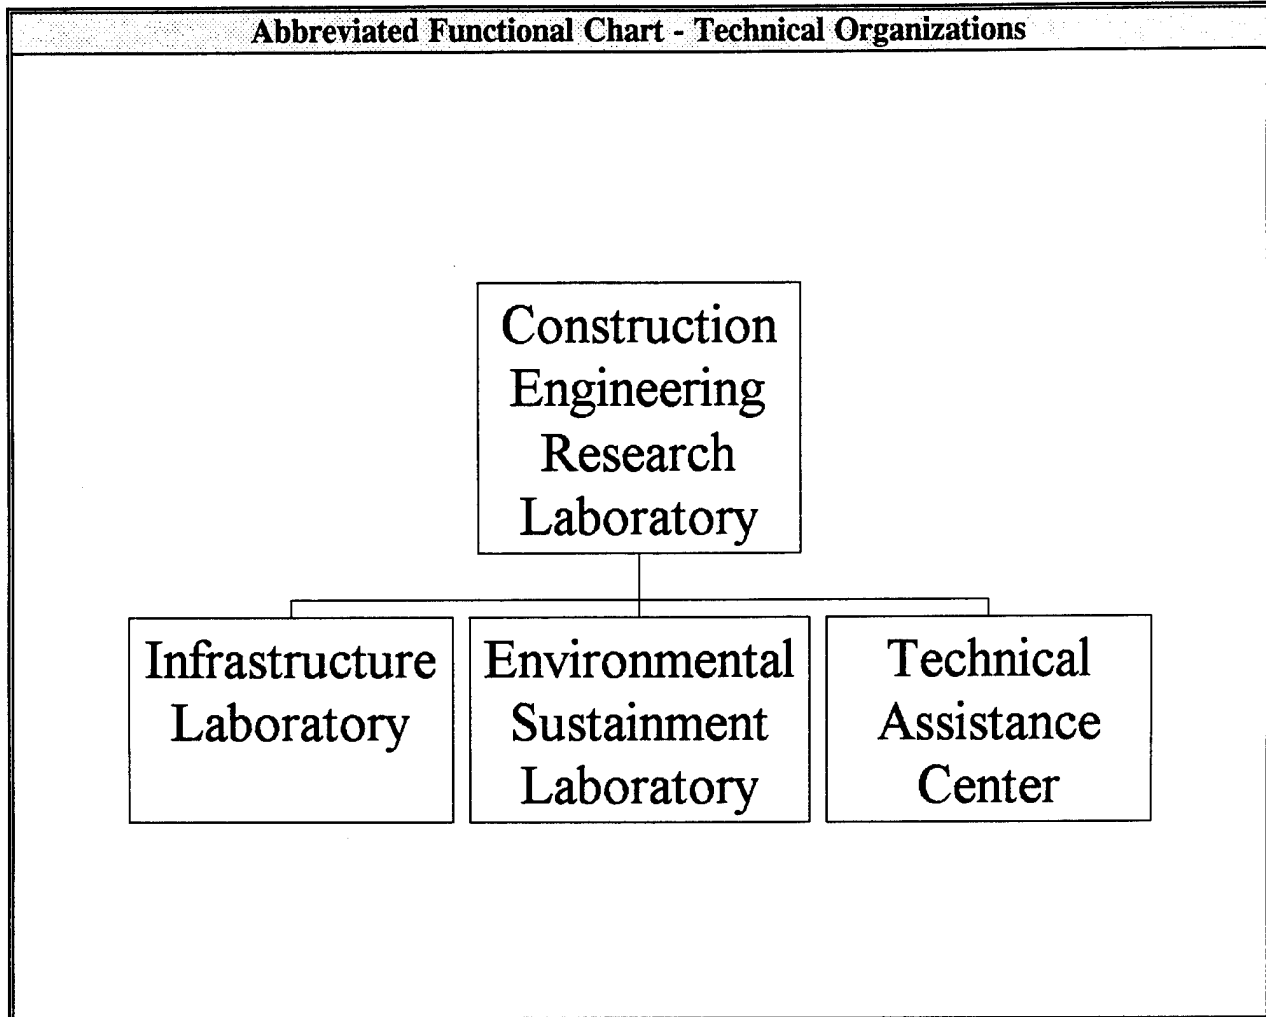 Abbreviated Functional Chart - Technical Organizations
Construction
Engineering
Research
Laboratory
Infrastructure
Laboratory
Environmental
Sustainment
Laboratory
Technical
Assistance
Center